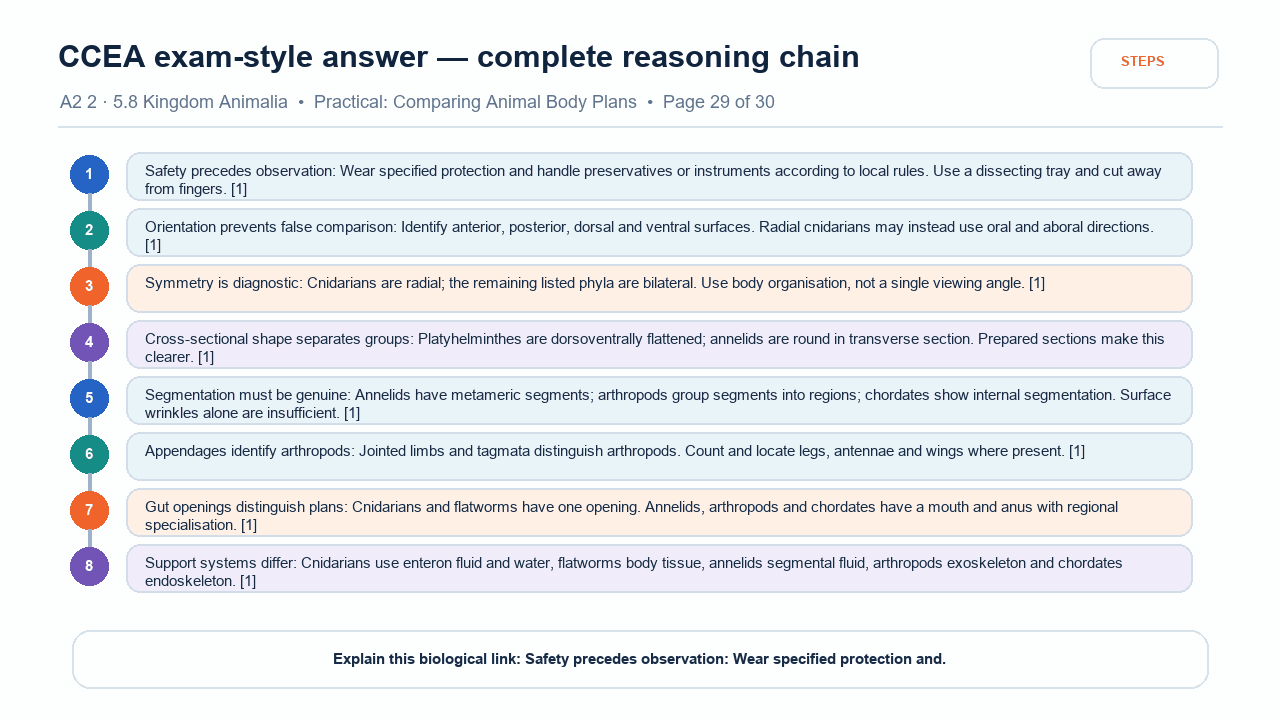 CCEA exam-style answer — complete reasoning chain
STEPS
A2 2 · 5.8 Kingdom Animalia • Practical: Comparing Animal Body Plans • Page 29 of 30
1
Safety precedes observation: Wear specified protection and handle preservatives or instruments according to local rules. Use a dissecting tray and cut away
from fingers. [1]
2
Orientation prevents false comparison: Identify anterior, posterior, dorsal and ventral surfaces. Radial cnidarians may instead use oral and aboral directions.
[1]
3
Symmetry is diagnostic: Cnidarians are radial; the remaining listed phyla are bilateral. Use body organisation, not a single viewing angle. [1]
4
Cross-sectional shape separates groups: Platyhelminthes are dorsoventrally flattened; annelids are round in transverse section. Prepared sections make this
clearer. [1]
5
Segmentation must be genuine: Annelids have metameric segments; arthropods group segments into regions; chordates show internal segmentation. Surface
wrinkles alone are insufficient. [1]
6
Appendages identify arthropods: Jointed limbs and tagmata distinguish arthropods. Count and locate legs, antennae and wings where present. [1]
7
Gut openings distinguish plans: Cnidarians and flatworms have one opening. Annelids, arthropods and chordates have a mouth and anus with regional
specialisation. [1]
8
Support systems differ: Cnidarians use enteron fluid and water, flatworms body tissue, annelids segmental fluid, arthropods exoskeleton and chordates
endoskeleton. [1]
Explain this biological link: Safety precedes observation: Wear specified protection and.